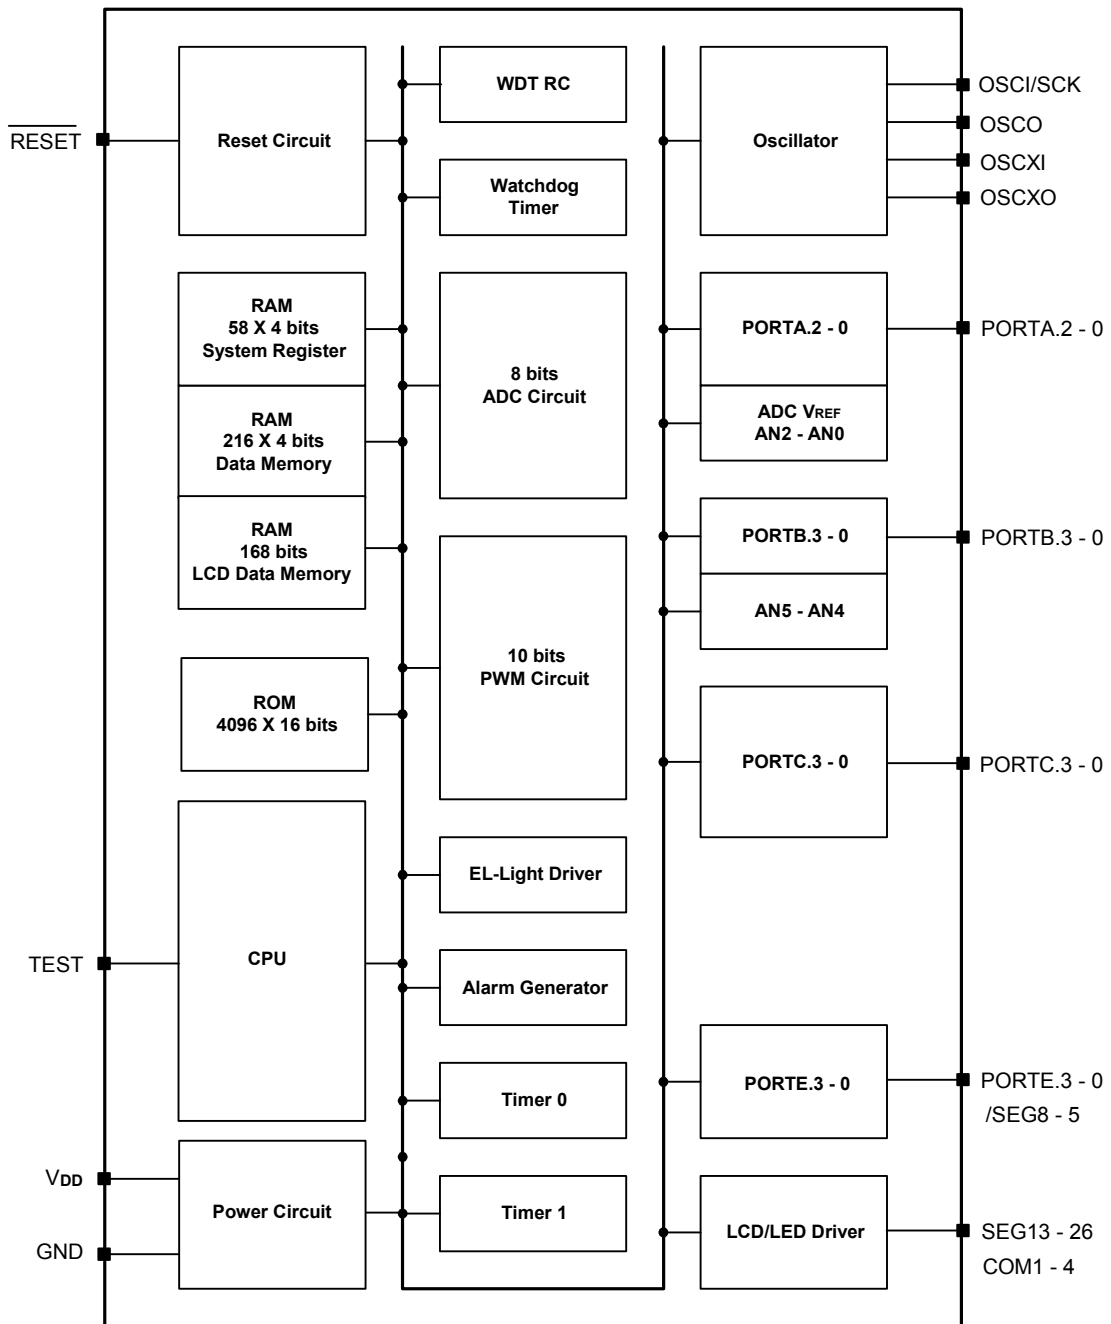 RESET
TEST
VDD
GND
Reset Circuit
RAM
58 X 4 bits
System Register
RAM
216 X 4 bits
Data Memory
RAM
168 bits
LCD Data Memory
ROM
4096 X 16 bits
CPU
Power Circuit
WDT RC
Watchdog
Timer
8 bits
ADC Circuit
10 bits
PWM Circuit
EL-Light Driver
Alarm Generator
Timer 0
Timer 1
Oscillator
PORTA.2 - 0
ADC VREF
AN2 - AN0
PORTB.3 - 0
AN5 - AN4
PORTC.3 - 0
PORTE.3 - 0
LCD/LED Driver
OSCI/SCK
OSCO
OSCXI
OSCXO
PORTA.2 - 0
PORTB.3 - 0
PORTC.3 - 0
PORTE.3 - 0
/SEG8 - 5
SEG13 - 26
COM1 - 4